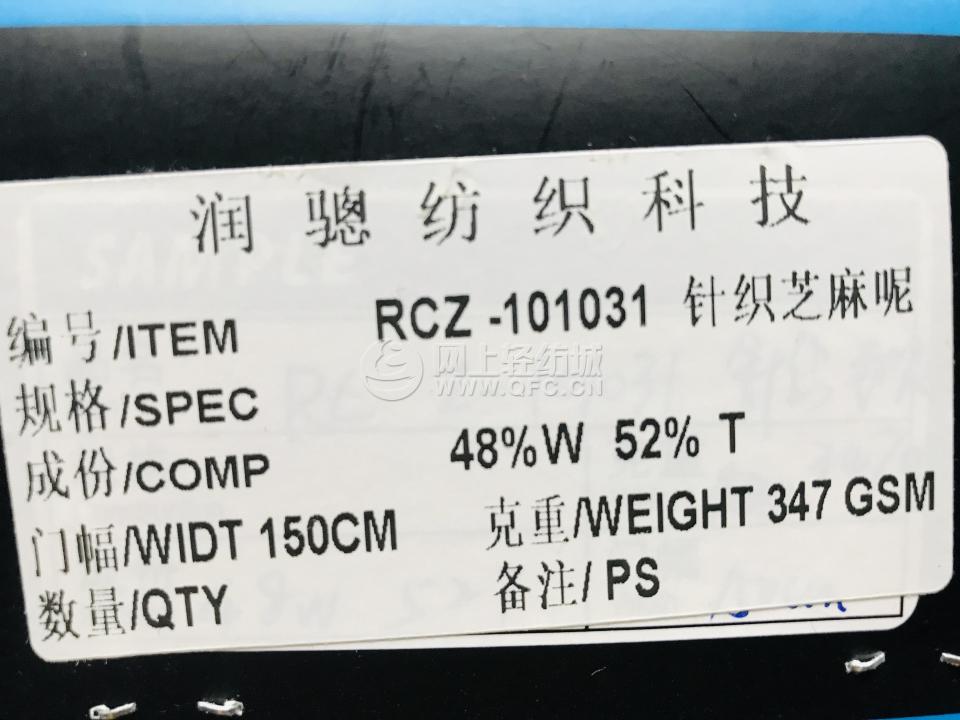 润骢纺织科技
编号/ITEM RCZ -101031 针织芝麻呢
规格/SPEC
成份/COMP 48%W 52% T
门幅/WIDT 150CM 克重/WEIGHT 347 GSM
数量/QTY 备注/ PS
网上轻纺城
WWW.QFC.CN
SAMPLE